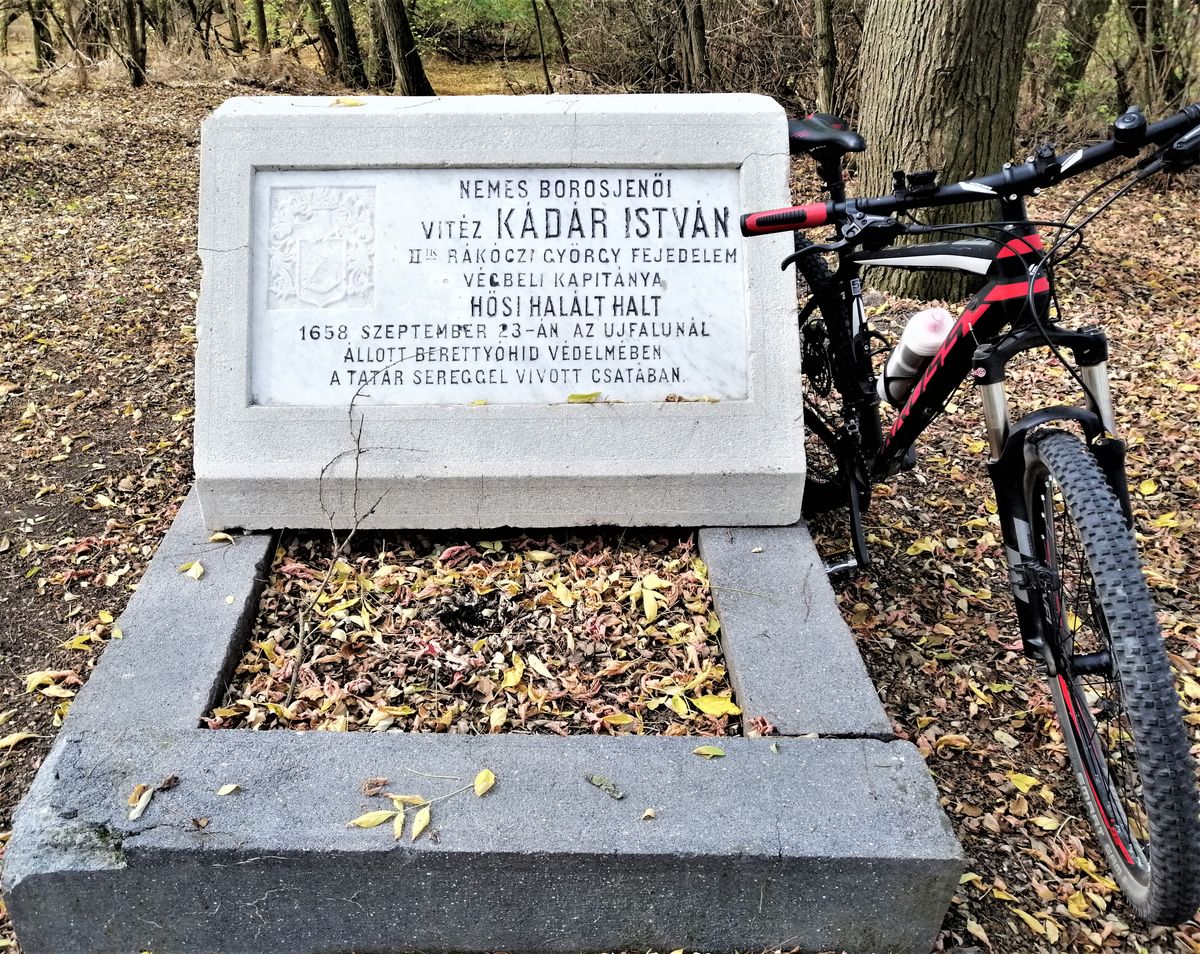 NEMES BOROSJENŐI
VITÉZ KÁDÁR ISTVÁN
II IK RÁKÓCZI GYÖRGY FEJEDELEM
VÉGBELI KAPITÁNYA
HŐSI HALÁLT HALT
1658 SZEPTEMBER 23-ÁN AZ UJFALUNÁL
ÁLLOTT BERETTYÓHID VÉDELMÉBEN
A TATÁR SEREGGEL VIVOTT CSATÁBAN.